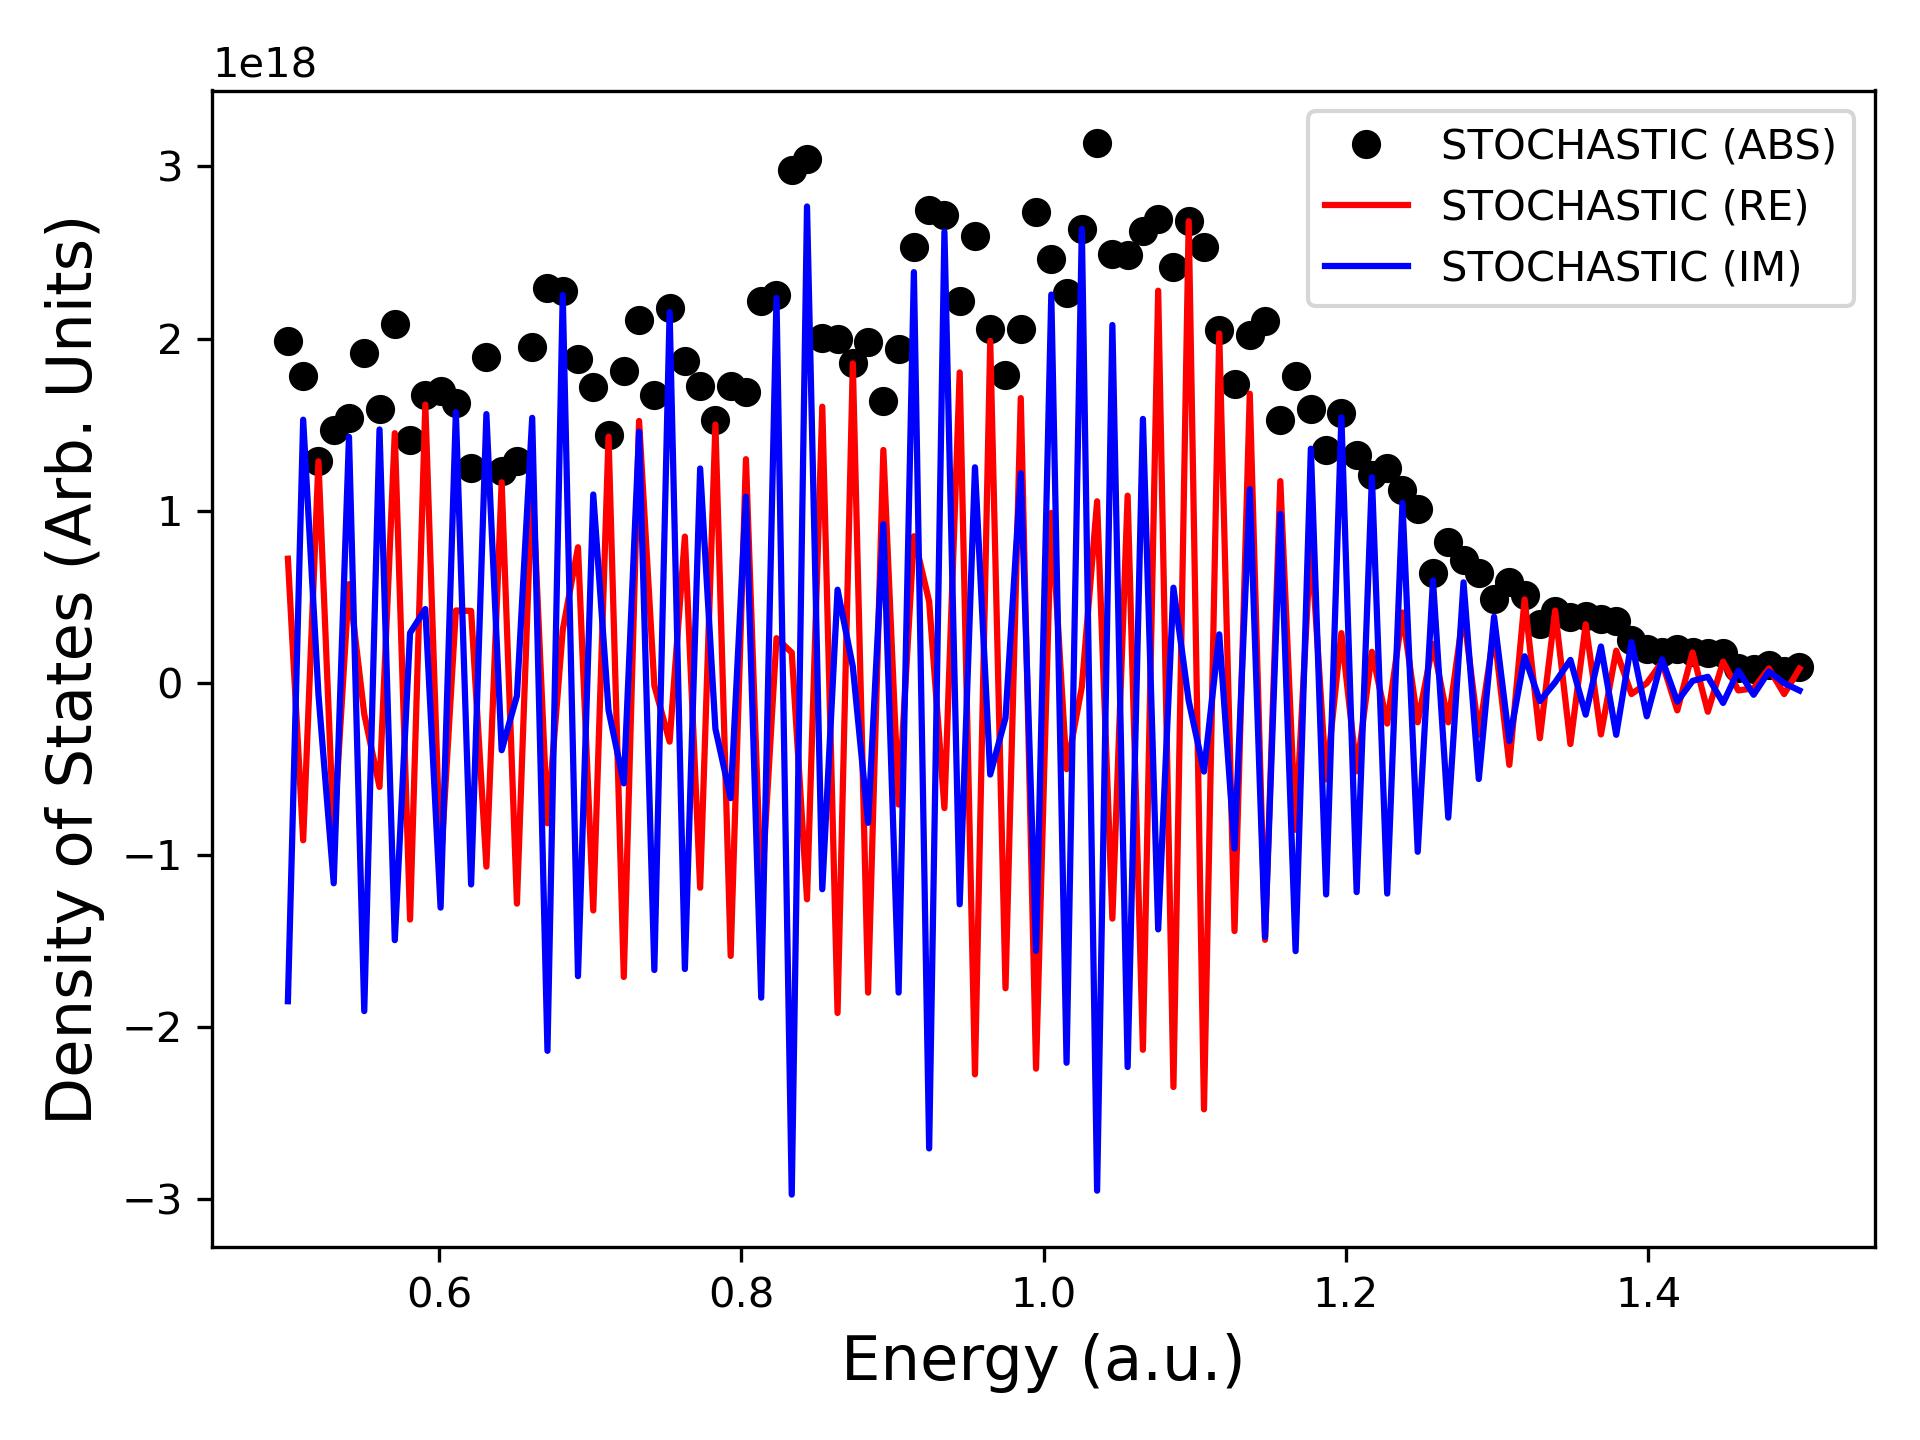 1e18
Density of States (Arb. Units)
3
2
1
0
−1
−2
−3
STOCHASTIC (ABS)
STOCHASTIC (RE)
STOCHASTIC (IM)
0.6 0.8 1.0 1.2 1.4
Energy (a.u.)